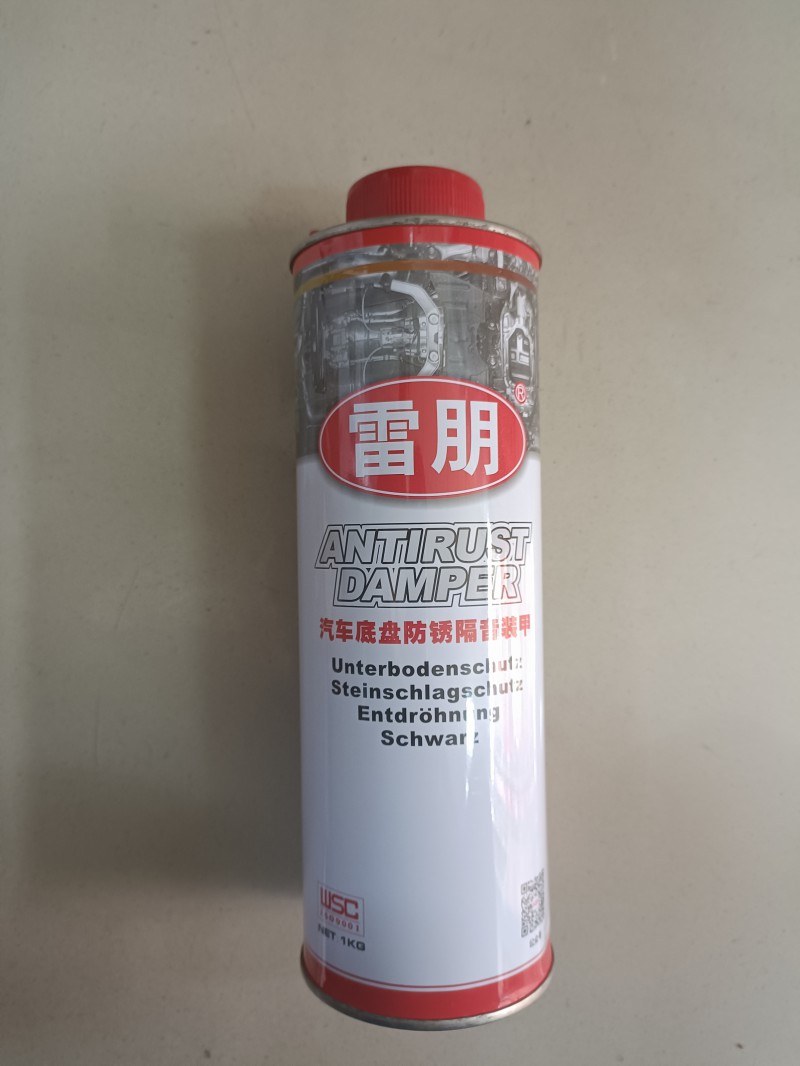 雷朋
®
ANTIRUST
DAMPER
汽车底盘防锈隔音装甲
Unterbodenschutz
Steinschlagschutz
Entdröhnung
Schwarz
WSC
ISO9001
NET:1KG